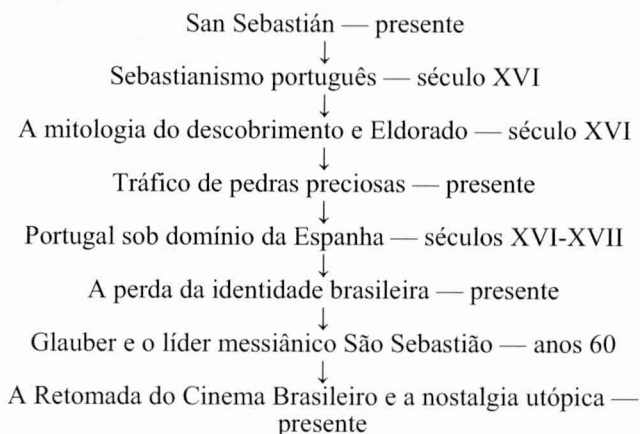 San Sebastián — presente
↓
Sebastianismo português — século XVI
↓
A mitologia do descobrimento e Eldorado — século XVI
↓
Tráfico de pedras preciosas — presente
↓
Portugal sob domínio da Espanha — séculos XVI-XVII
↓
A perda da identidade brasileira — presente
↓
Glauber e o líder messiânico São Sebastião — anos 60
↓
A Retomada do Cinema Brasileiro e a nostalgia utópica —
presente